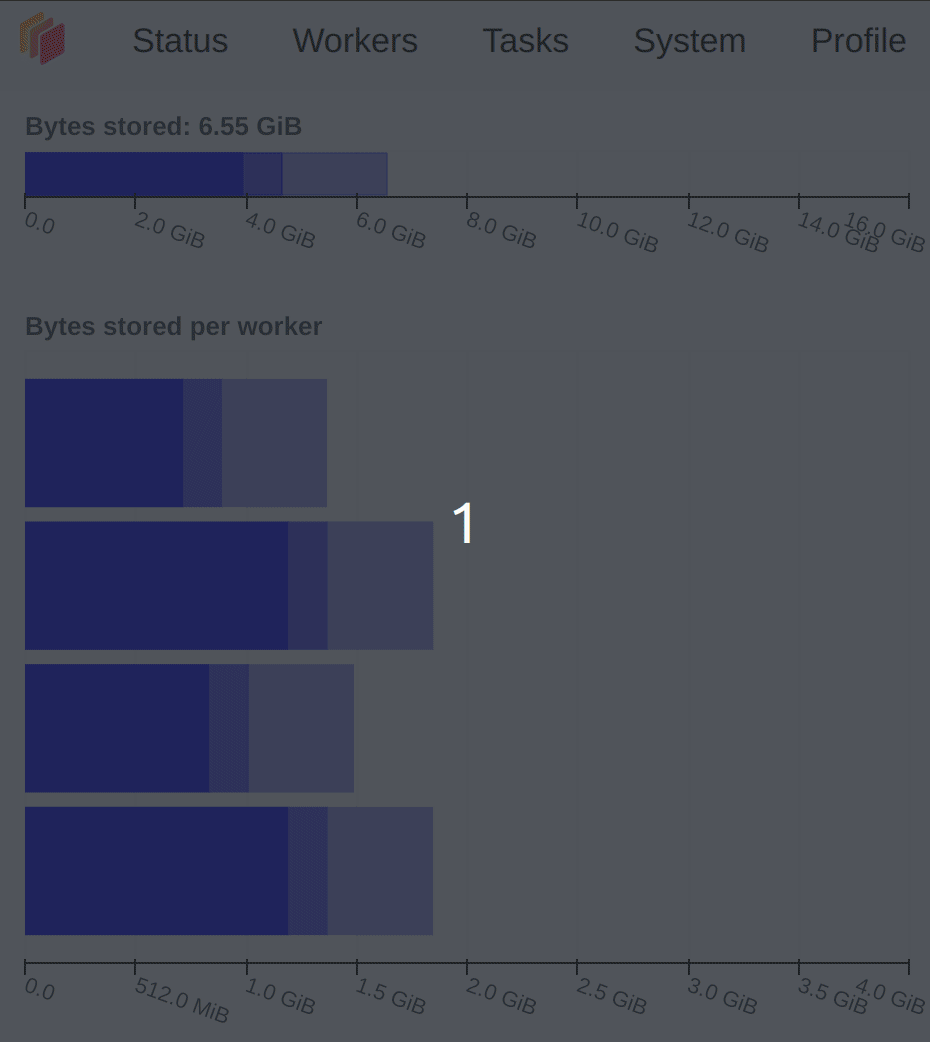 Status Workers Tasks System Profile
Bytes stored: 6.55 GiB
0.0 2.0 GiB 4.0 GiB 6.0 GiB 8.0 GiB 10.0 GiB 12.0 GiB 14.0 GiB 16.0 GiB
Bytes stored per worker
1
0.0 512.0 MiB 1.0 GiB 1.5 GiB 2.0 GiB 2.5 GiB 3.0 GiB 3.5 GiB 4.0 GiB